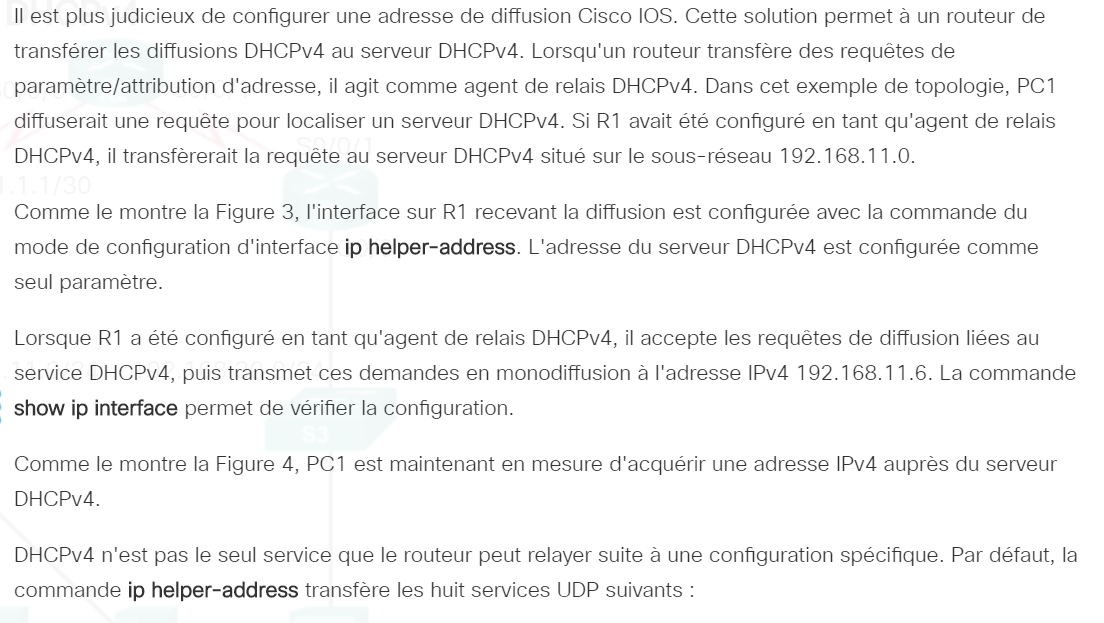 Il est plus judicieux de configurer une adresse de diffusion Cisco IOS. Cette solution permet à un routeur de
transférer les diffusions DHCPv4 au serveur DHCPv4. Lorsqu'un routeur transfère des requêtes de
paramètre/attribution d'adresse, il agit comme agent de relais DHCPv4. Dans cet exemple de topologie, PC1
diffuserait une requête pour localiser un serveur DHCPv4. Si R1 avait été configuré en tant qu'agent de relais
S0/0/1
DHCPv4, il transfèrerait la requête au serveur DHCPv4 situé sur le sous-réseau 192.168.11.0.
.1.1/30
Comme le montre la Figure 3, l'interface sur R1 recevant la diffusion est configurée avec la commande du
mode de configuration d'interface ip helper-address. L'adresse du serveur DHCPv4 est configurée comme
seul paramètre.
Lorsque R1 a été configuré en tant qu'agent de relais DHCPv4, il accepte les requêtes de diffusion liées au
service DHCPv4, puis transmet ces demandes en monodiffusion à l'adresse IPv4 192.168.11.6. La commande
show ip interface permet de vérifier la configuration.
S3
Comme le montre la Figure 4, PC1 est maintenant en mesure d'acquérir une adresse IPv4 auprès du serveur
DHCPv4.
DHCPv4 n'est pas le seul service que le routeur peut relayer suite à une configuration spécifique. Par défaut, la
commande ip helper-address transfère les huit services UDP suivants :